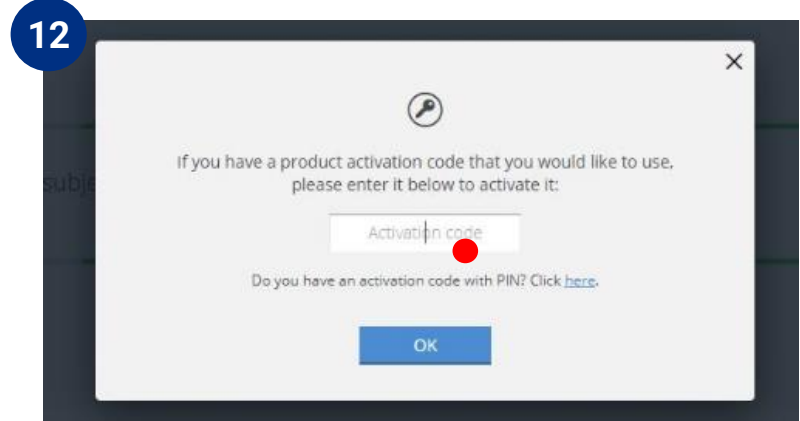 12
If you have a product activation code that you would like to use,
please enter it below to activate it:
subje
Activation code
Do you have an activation code with PIN? Click here.
OK